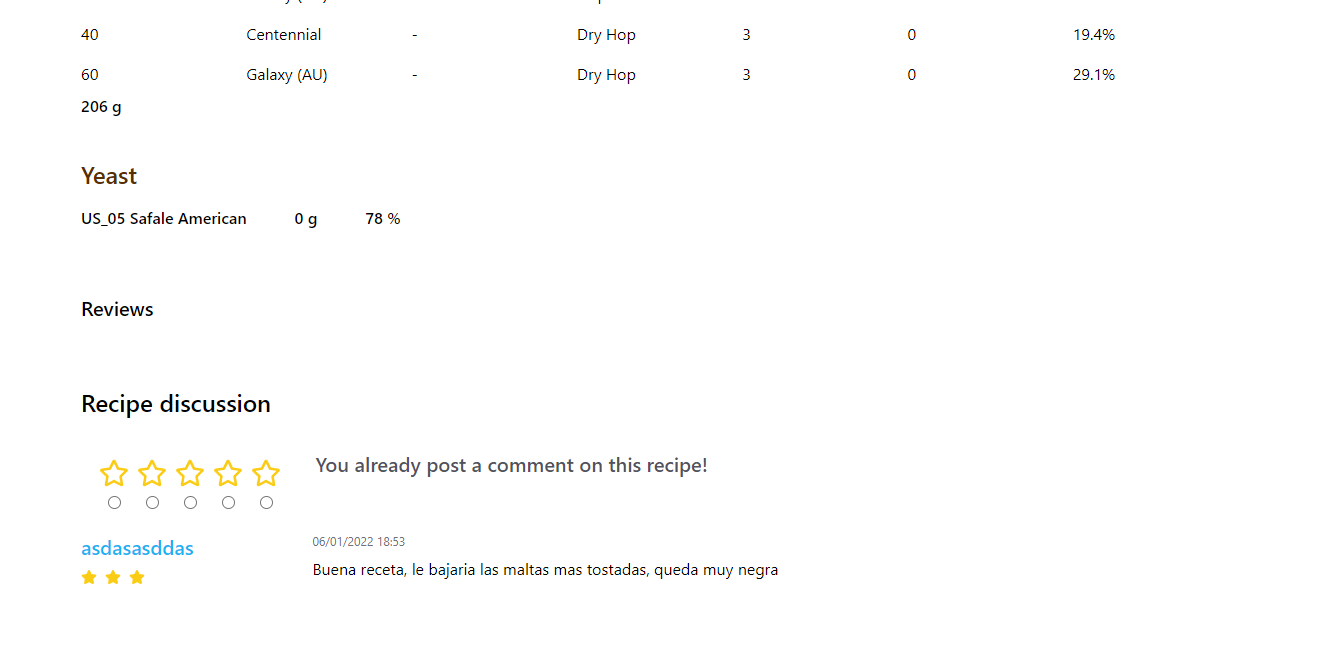 40 Centennial - Dry Hop 3 0 19.4%
60 Galaxy (AU) - Dry Hop 3 0 29.1%
206 g
Yeast
US_05 Safale American 0 g 78 %
Reviews
Recipe discussion
You already post a comment on this recipe!
asdasasddas
06/01/2022 18:53
Buena receta, le bajaria las maltas mas tostadas, queda muy negra